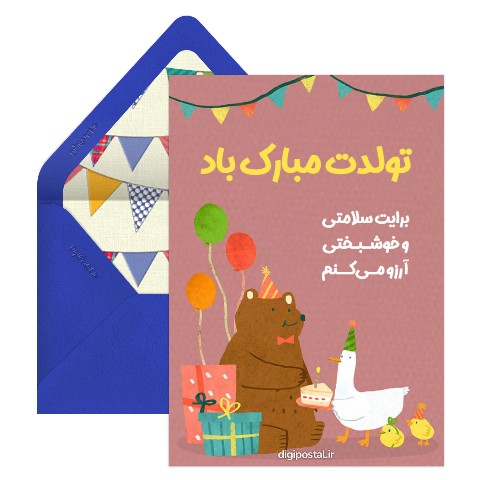 تولدت مبارک باد
برایت سلامتی
و خوشبختی
آرزو می‌کنم
digipostal.ir